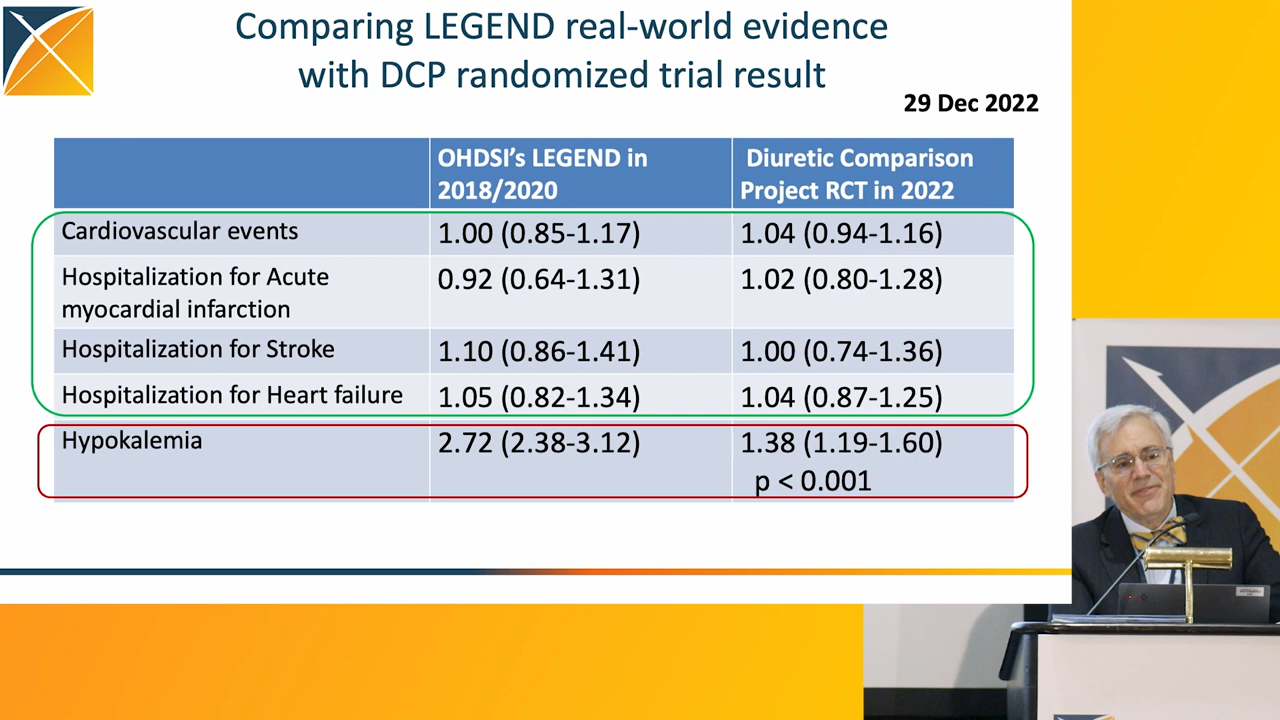 Comparing LEGEND real-world evidence
with DCP randomized trial result
29 Dec 2022
OHDSI’s LEGEND in
2018/2020
Diuretic Comparison
Project RCT in 2022
Cardiovascular events
1.00 (0.85-1.17)
1.04 (0.94-1.16)
Hospitalization for Acute
myocardial infarction
0.92 (0.64-1.31)
1.02 (0.80-1.28)
Hospitalization for Stroke
1.10 (0.86-1.41)
1.00 (0.74-1.36)
Hospitalization for Heart failure
1.05 (0.82-1.34)
1.04 (0.87-1.25)
Hypokalemia
2.72 (2.38-3.12)
1.38 (1.19-1.60)
p < 0.001